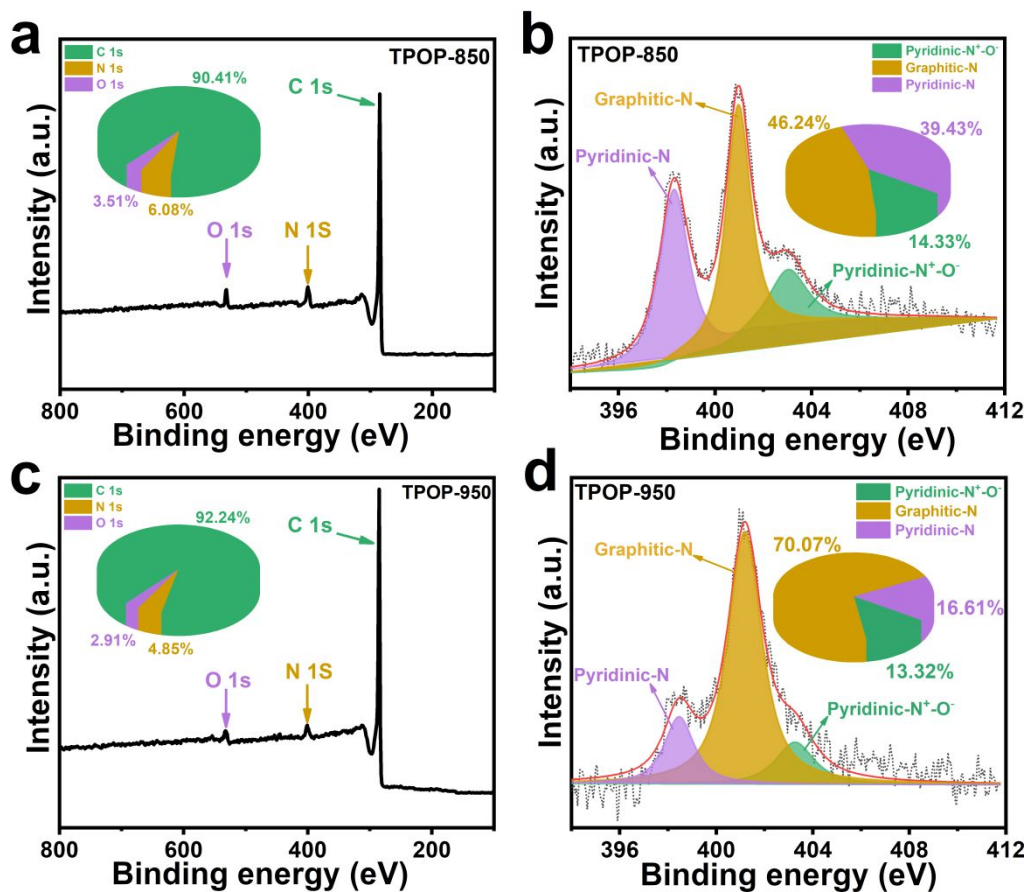 a
C 1s
N 1s
O 1s
TPOP-850
90.41%
C 1s
3.51%
6.08%
O 1s
N 1S
Intensity (a.u.)
800
600
400
200
Binding energy (eV)
b
TPOP-850
Pyridinic-N⁺-O⁻
Graphitic-N
Pyridinic-N
Graphitic-N
46.24%
39.43%
Pyridinic-N
14.33%
Pyridinic-N⁺-O⁻
Intensity (a.u.)
396
400
404
408
412
Binding energy (eV)
c
C 1s
N 1s
O 1s
TPOP-950
92.24%
C 1s
2.91%
4.85%
O 1s
N 1S
Intensity (a.u.)
800
600
400
200
Binding energy (eV)
d
TPOP-950
Pyridinic-N⁺-O⁻
Graphitic-N
Pyridinic-N
Graphitic-N
70.07%
16.61%
13.32%
Pyridinic-N
Pyridinic-N⁺-O⁻
Intensity (a.u.)
396
400
404
408
412
Binding energy (eV)